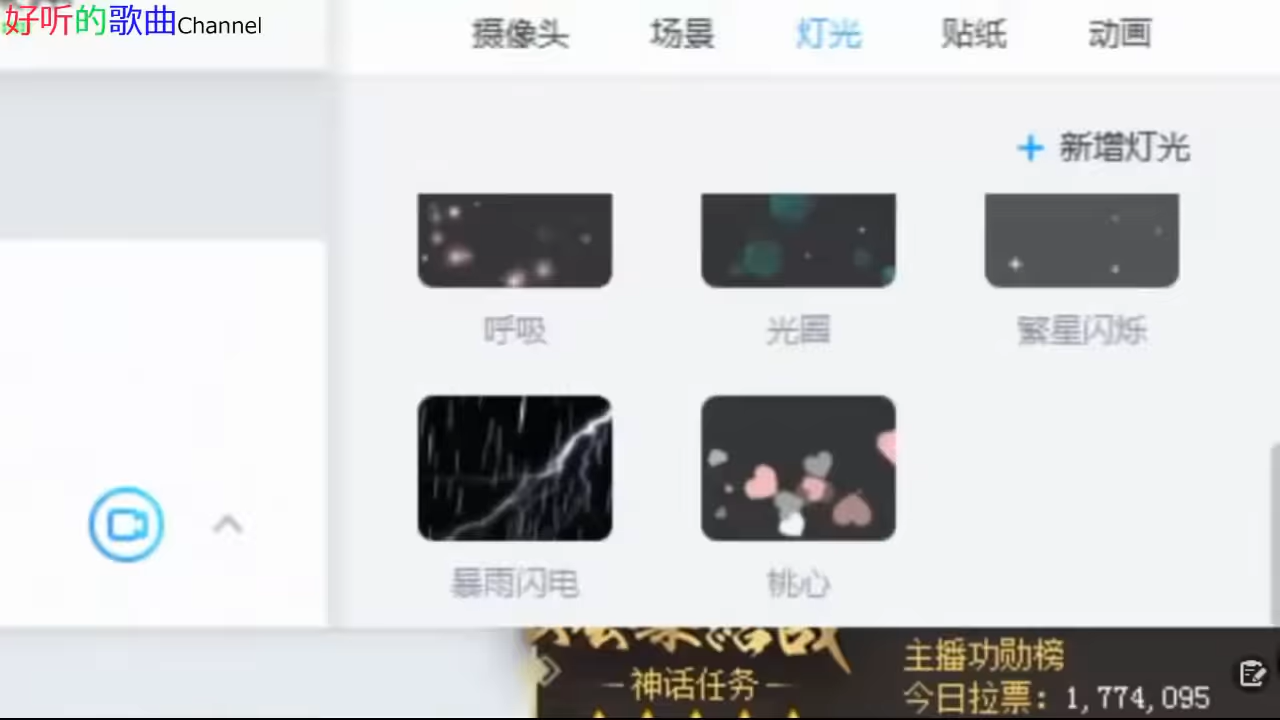 好听的歌曲Channel
摄像头 场景 灯光 贴纸 动画
新增灯光
呼吸 光圆 繁星闪烁
暴雨闪电 桃心
神话任务
主播功勋榜
今日拉票：1,774,095